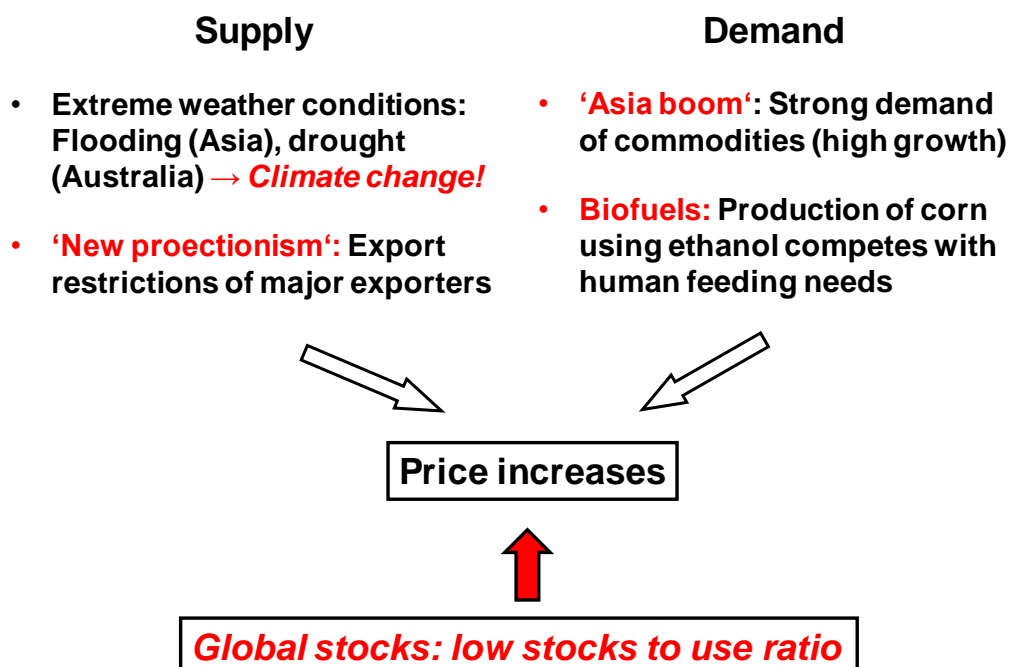 Supply
• Extreme weather conditions:
Flooding (Asia), drought
(Australia) → Climate change!
• ‘New proectionism‘: Export
restrictions of major exporters
Demand
• ‘Asia boom‘: Strong demand
of commodities (high growth)
• Biofuels: Production of corn
using ethanol competes with
human feeding needs
Price increases
Global stocks: low stocks to use ratio